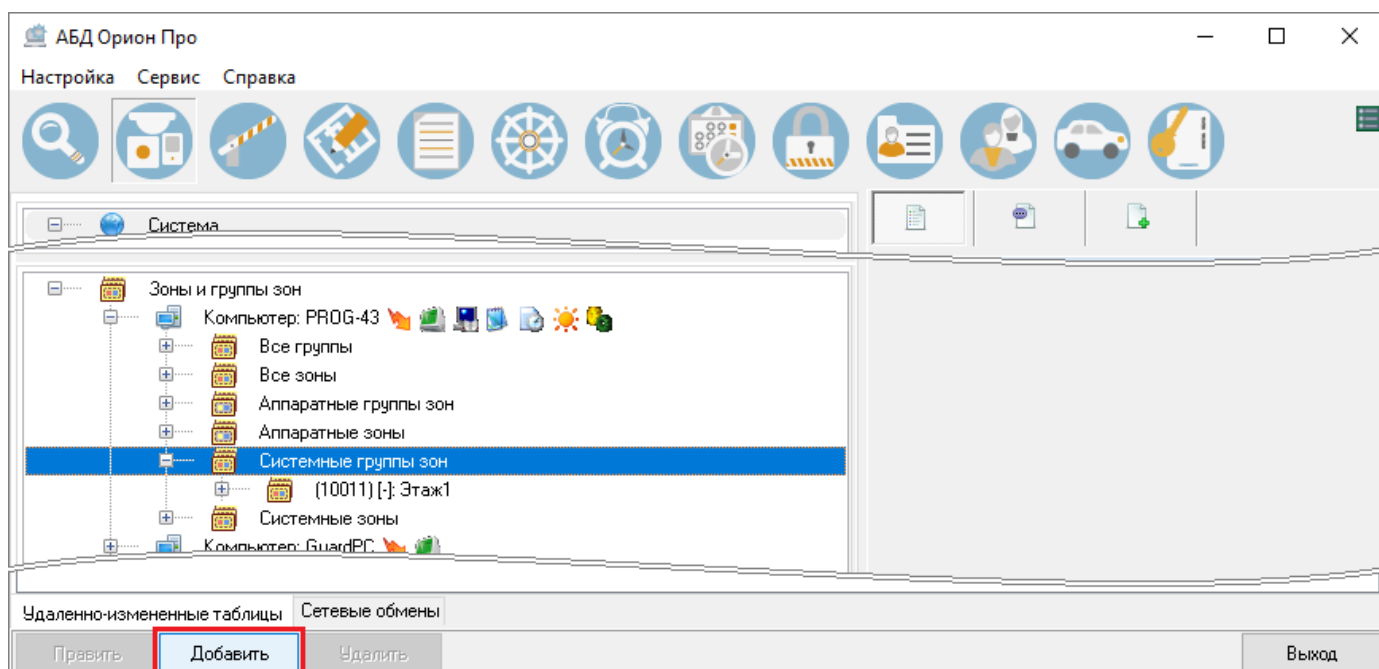 АБД Орион Про
Настройка Сервис Справка
Система
Зоны и группы зон
Компьютер: PROG-43
Все группы
Все зоны
Аппаратные группы зон
Аппаратные зоны
Системные группы зон
(10011) [-]: Этаж1
Системные зоны
Компьютер: GuardPC
Удаленно-измененные таблицы Сетевые обмены
Править Добавить Удалить Выход